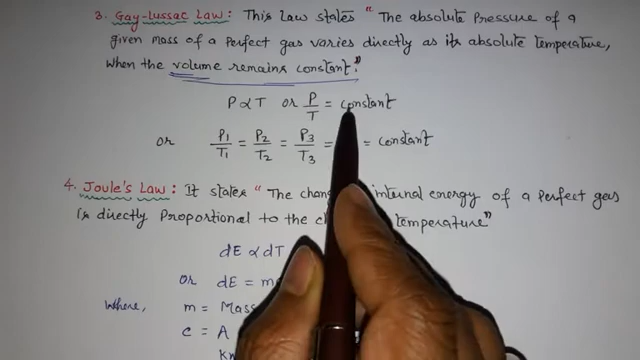 3. Gay-Lussac Law: This Law states " The absolute Pressure of a
given mass of a Perfect gas varies directly as its absolute temperature,
when the volume remains constant."
P ∝ T or P/T = constant
or P₁/T₁ = P₂/T₂ = P₃/T₃ = = constant
4. Joule's Law: It states " The chan internal energy of a Perfect gas
is directly Proportional to the c temperature"
dE ∝ dT
or dE = m
Where, m = Mass
c = A